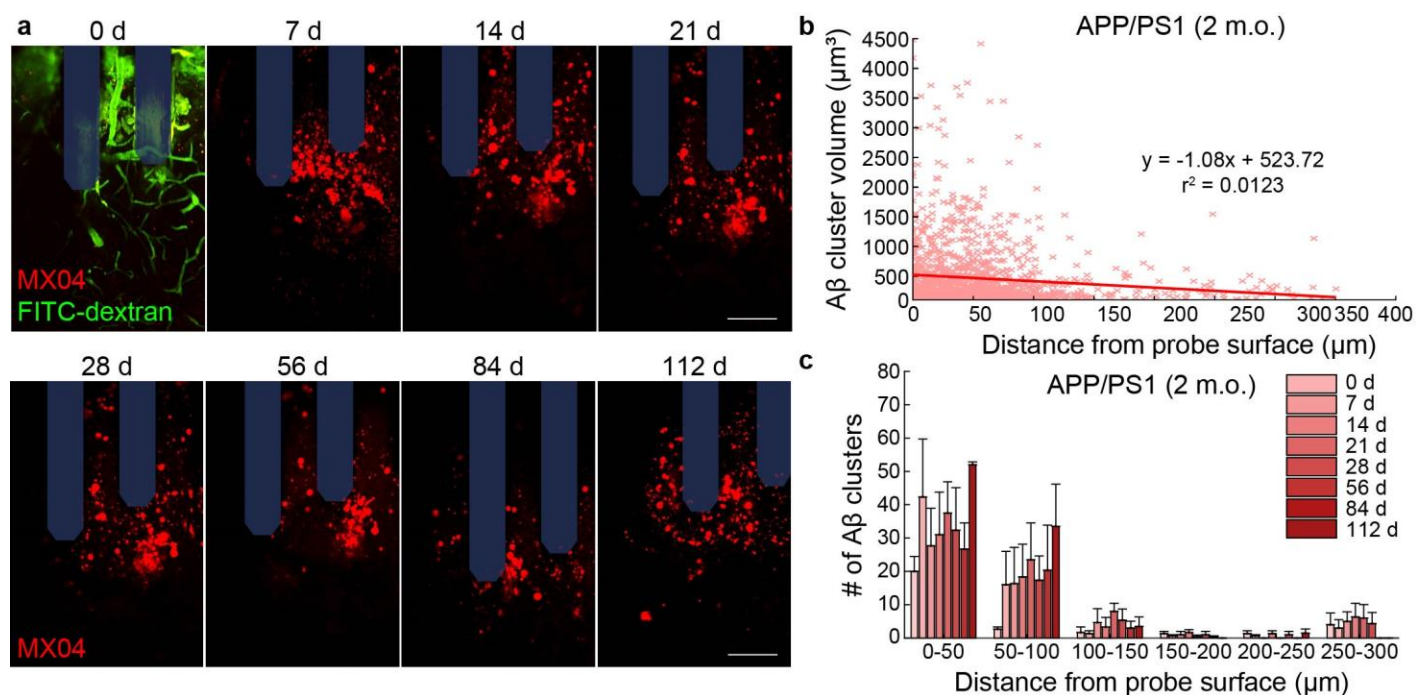 a
0 d 7 d 14 d 21 d
MX04
FITC-dextran
28 d 56 d 84 d 112 d
MX04
b
APP/PS1 (2 m.o.)
Aβ cluster volume (µm³)
4500
4000
3500
3000
2500
2000
1500
1000
500
0
y = -1.08x + 523.72
r² = 0.0123
0 50 100 150 200 250 300 350 400
Distance from probe surface (µm)
c
APP/PS1 (2 m.o.)
# of Aβ clusters
80
70
60
50
40
30
20
10
0
0 d
7 d
14 d
21 d
28 d
56 d
84 d
112 d
0-50 50-100 100-150 150-200 200-250 250-300
Distance from probe surface (µm)